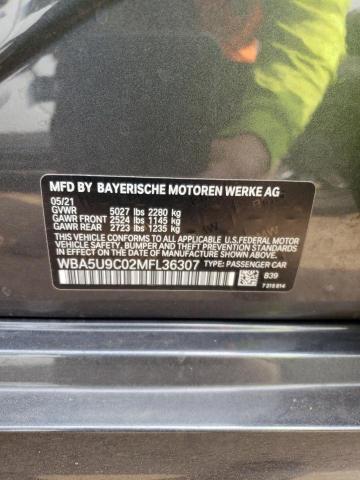 MFD BY BAYERISCHE MOTOREN WERKE AG
05/21
GVWR 5027 lbs 2280 kg
GAWR FRONT 2524 lbs 1145 kg
GAWR REAR 2723 lbs 1235 kg
THIS VEHICLE CONFORMS TO ALL APPLICABLE U.S. FEDERAL MOTOR
VEHICLE SAFETY, BUMPER, AND THEFT PREVENTION STANDARDS
IN EFFECT ON THE DATE OF MANUFACTURE SHOWN ABOVE.
WBA5U9C02MFL36307 TYPE: PASSENGER CAR
B39
7 315 814